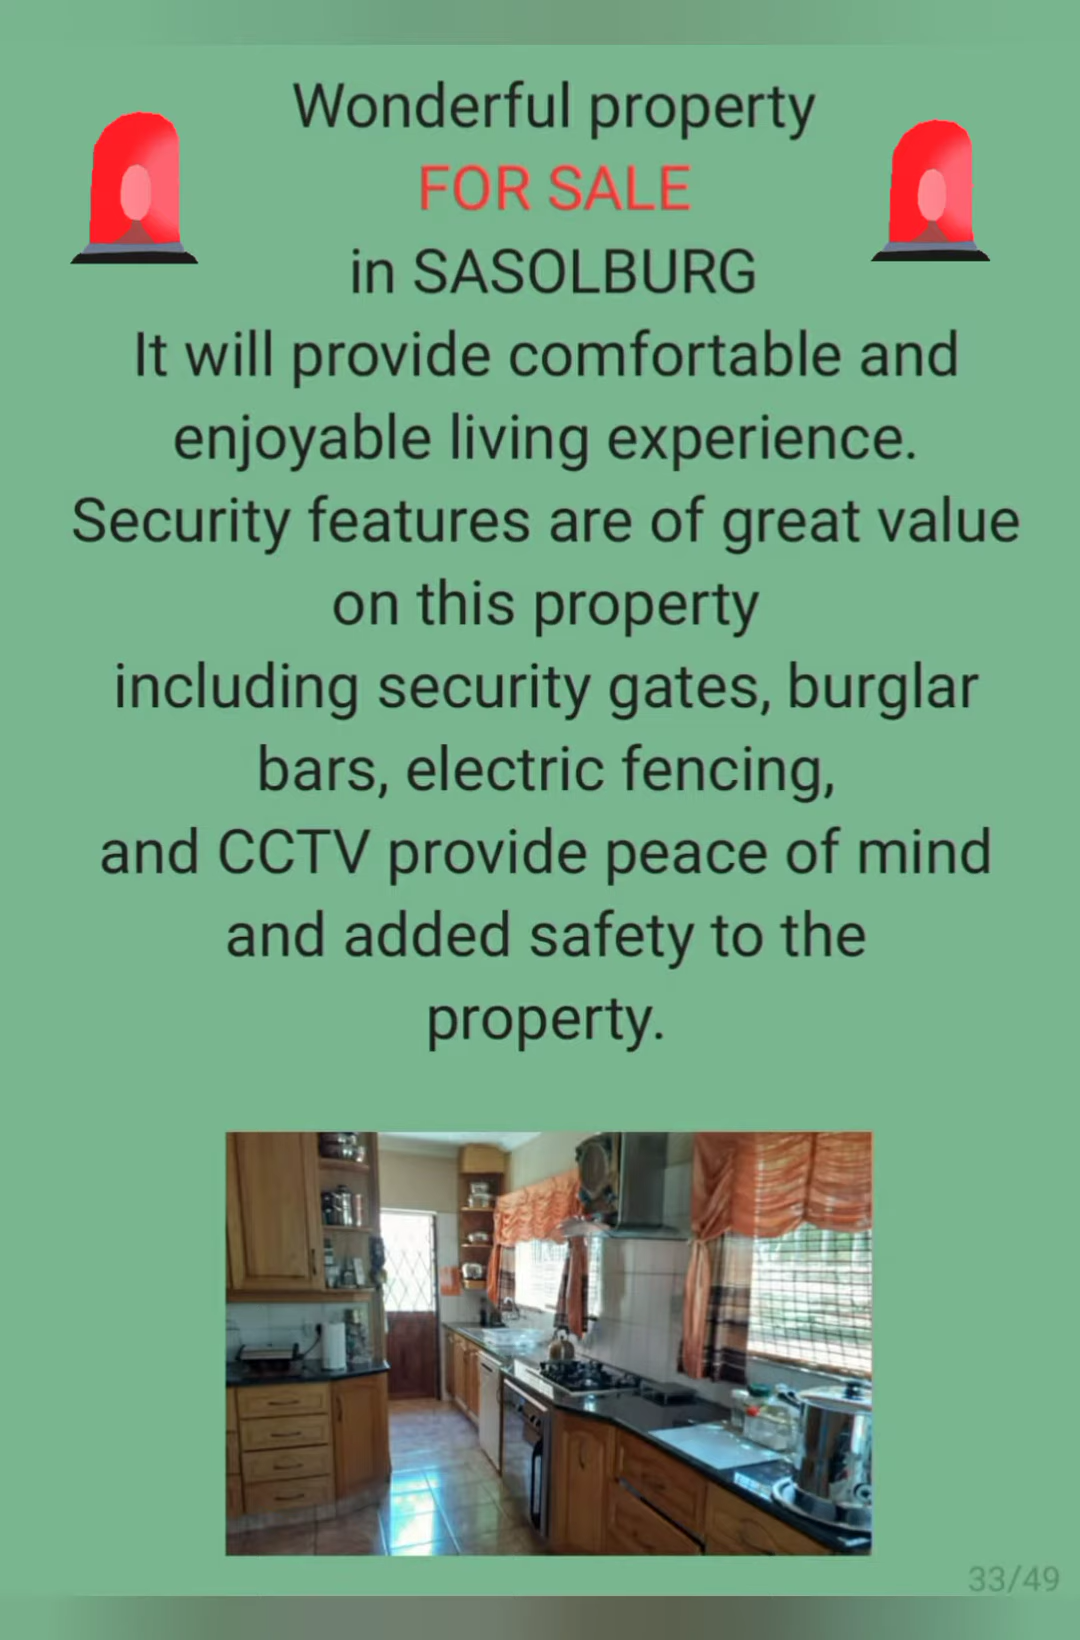 Wonderful property
FOR SALE
in SASOLBURG
It will provide comfortable and
enjoyable living experience.
Security features are of great value
on this property
including security gates, burglar
bars, electric fencing,
and CCTV provide peace of mind
and added safety to the
property.
33/49